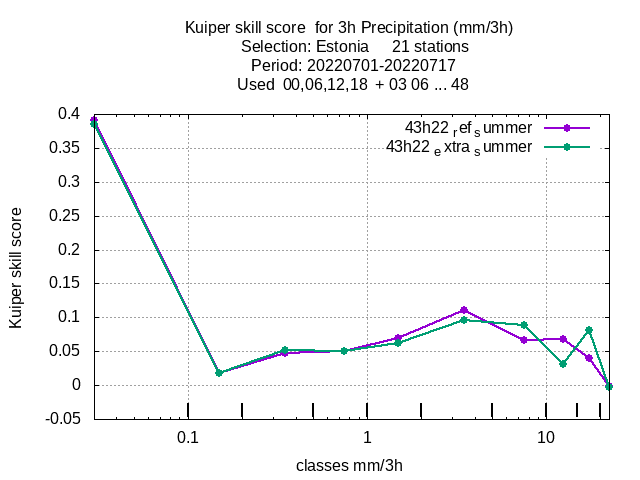 Kuiper skill score for 3h Precipitation (mm/3h)
Selection: Estonia 21 stations
Period: 20220701-20220717
Used 00,06,12,18 + 03 06 ... 48
43h22 ref summer
43h22 extra summer
0.4
0.35
0.3
0.25
0.2
0.15
0.1
0.05
0
-0.05
Kuiper skill score
0.1 1 10
classes mm/3h